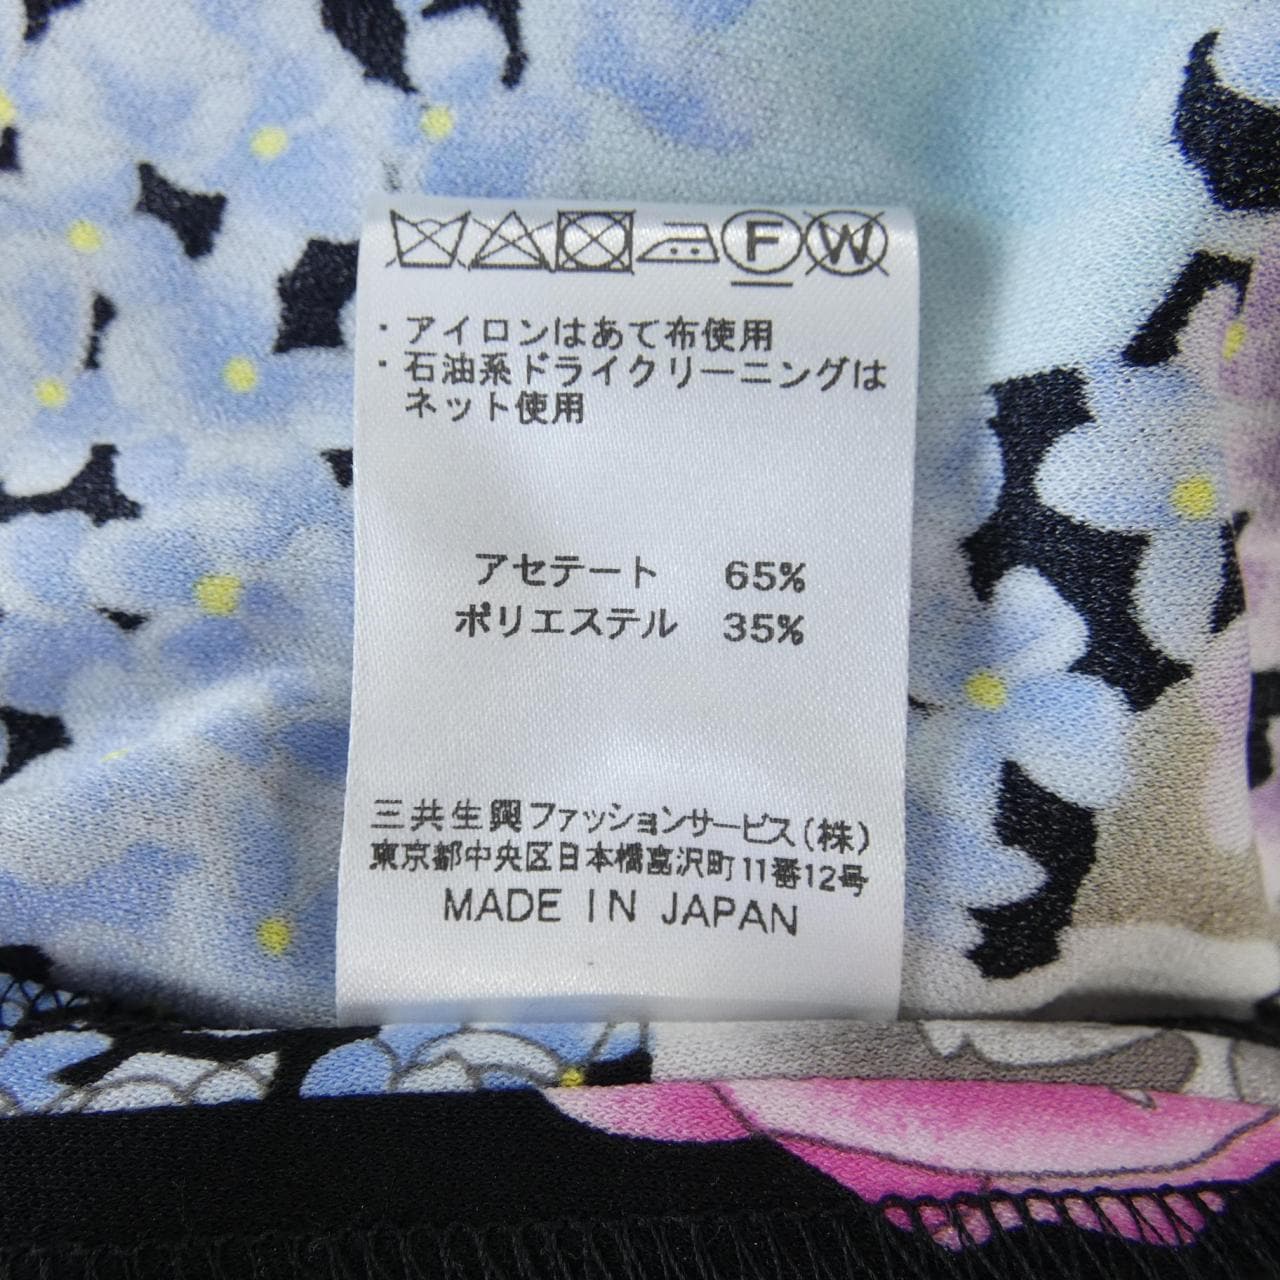 F W
・アイロンはあて布使用
・石油系ドライクリーニングは
ネット使用
アセテート 65%
ポリエステル 35%
三共生興ファッションサービス(株)
東京都中央区日本橋富沢町11番12号
MADE IN JAPAN